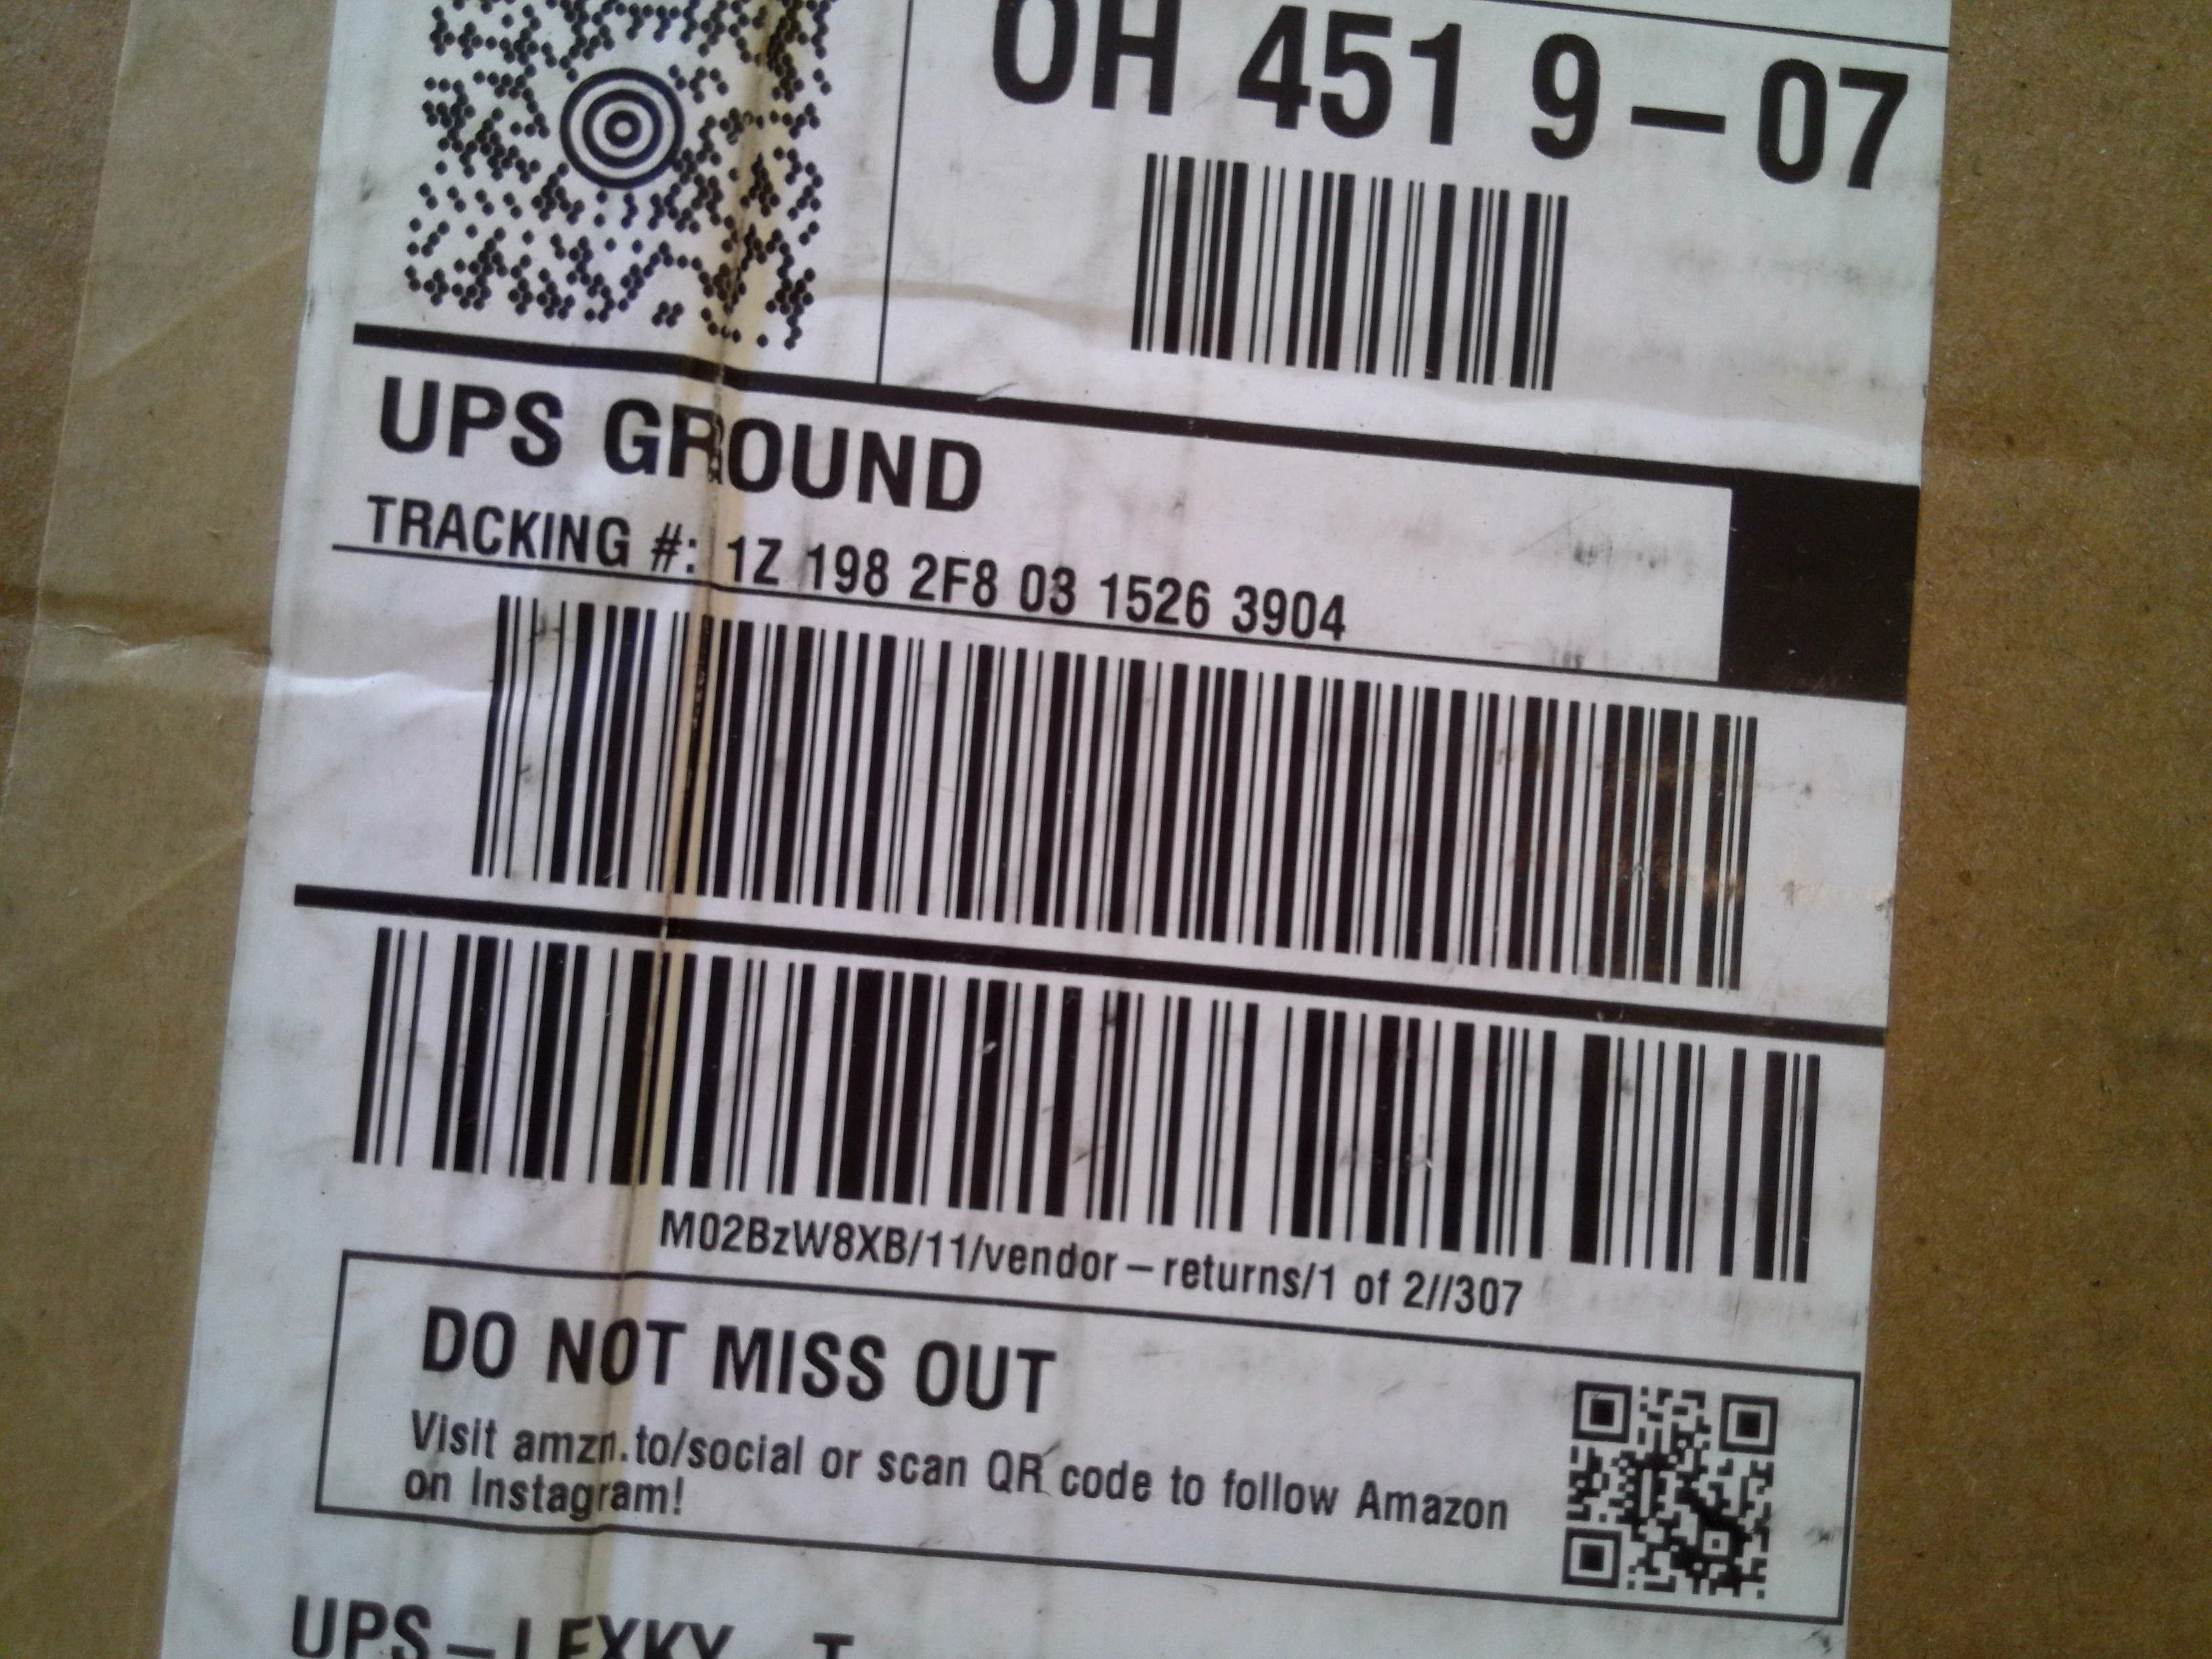 OH 451 9-07
UPS GROUND
TRACKING #: 1Z 198 2F8 03 1526 3904
M02BzW8XB/11/vendor-returns/1 of 2//307
DO NOT MISS OUT
Visit amzn.to/social or scan QR code to follow Amazon
on Instagram!
UPS-LEXKY T